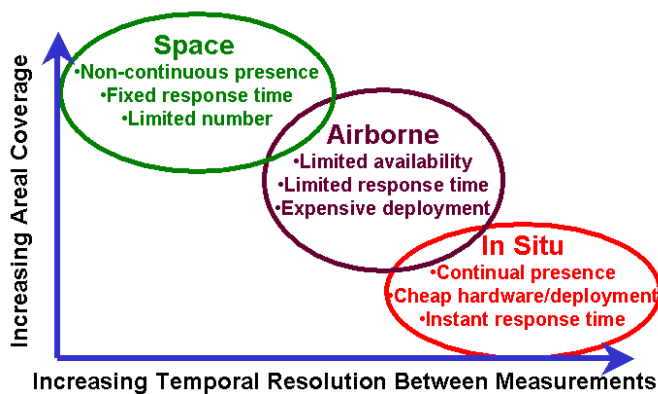 Increasing Areal Coverage
Space
•Non-continuous presence
•Fixed response time
•Limited number
Airborne
•Limited availability
•Limited response time
•Expensive deployment
In Situ
•Continual presence
•Cheap hardware/deployment
•Instant response time
Increasing Temporal Resolution Between Measurements